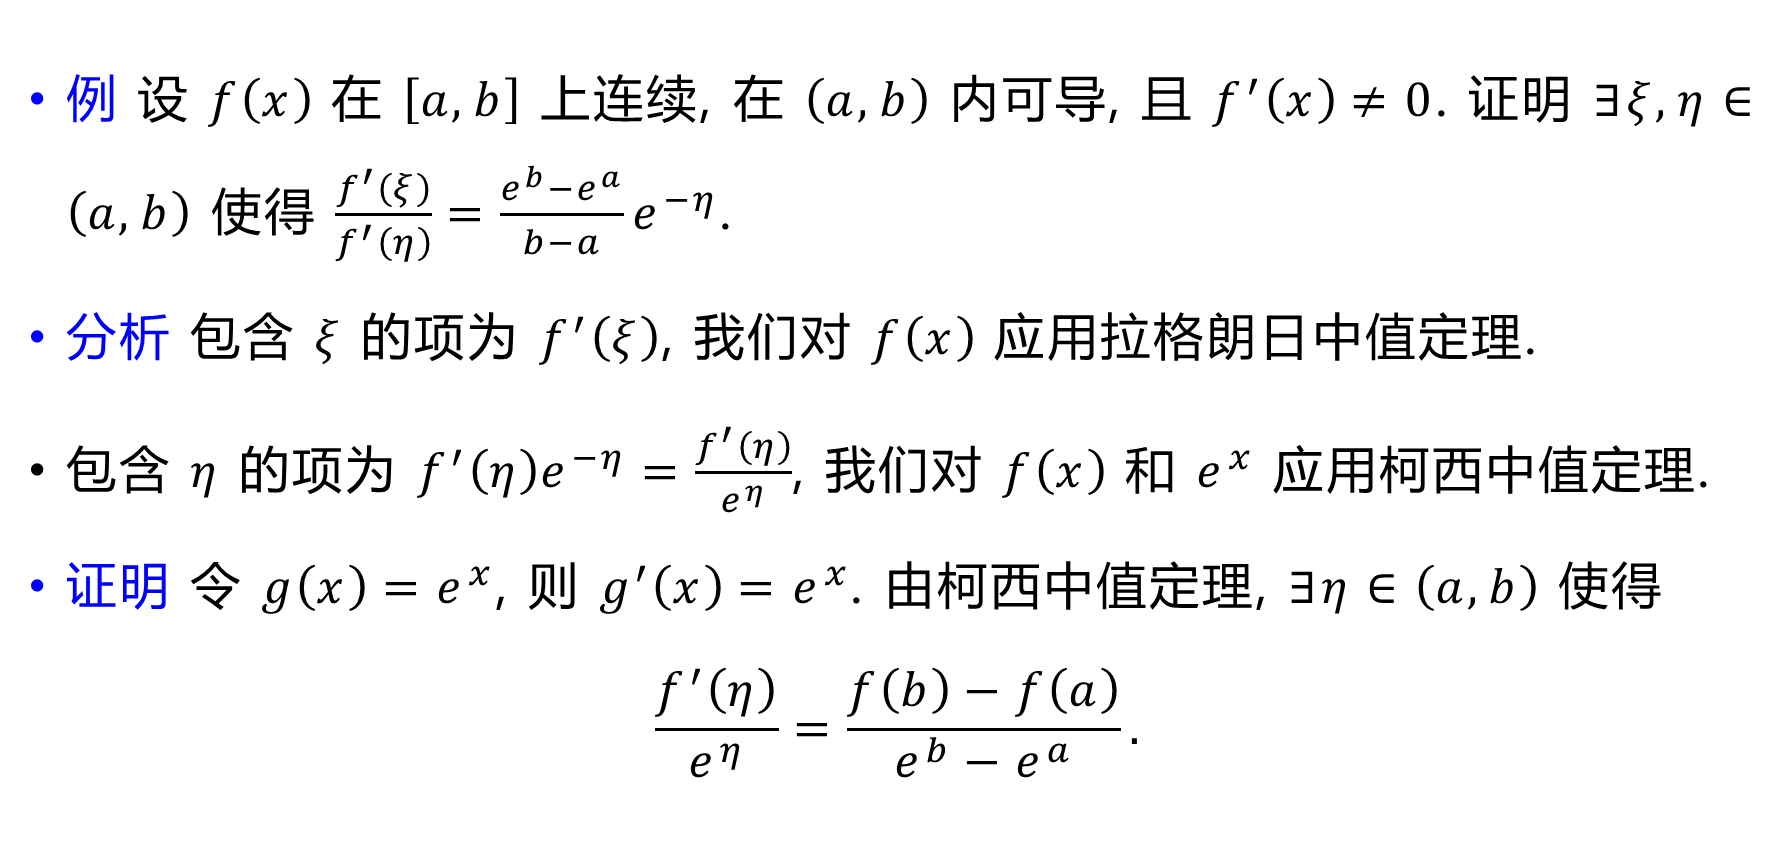 • 例 设 f(x) 在 [a, b] 上连续, 在 (a, b) 内可导, 且 f′(x) ≠ 0. 证明 ∃ξ, η ∈
(a, b) 使得 f′(ξ)/f′(η) = (e^b−e^a)/(b−a) e^{−η}.
• 分析 包含 ξ 的项为 f′(ξ), 我们对 f(x) 应用拉格朗日中值定理.
• 包含 η 的项为 f′(η)e^{−η} = f′(η)/e^η, 我们对 f(x) 和 e^x 应用柯西中值定理.
• 证明 令 g(x) = e^x, 则 g′(x) = e^x. 由柯西中值定理, ∃η ∈ (a, b) 使得
f′(η)/e^η = (f(b) − f(a))/(e^b − e^a).